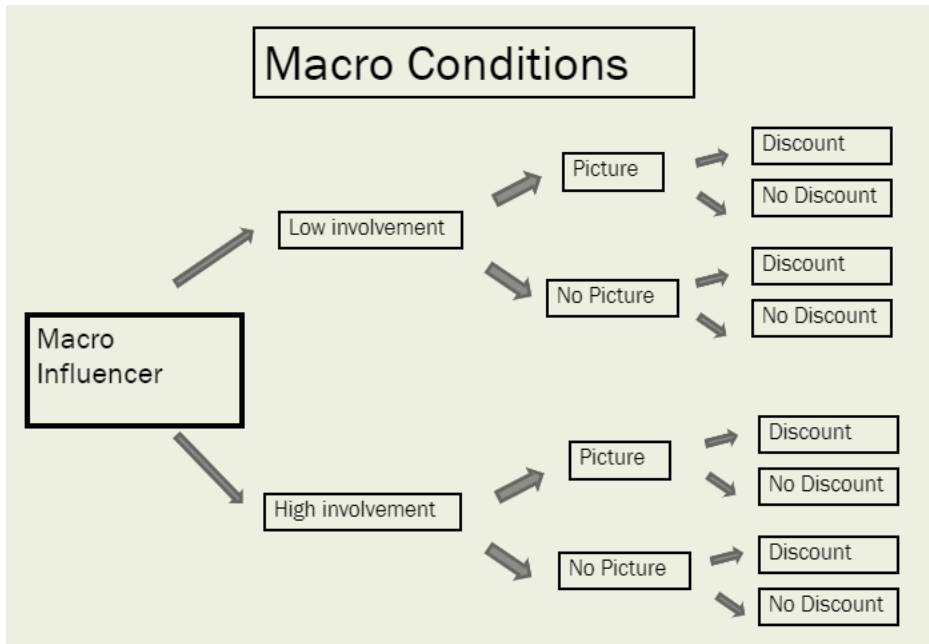 Macro Conditions
Macro
Influencer
Low involvement
Picture
Discount
No Discount
No Picture
Discount
No Discount
High involvement
Picture
Discount
No Discount
No Picture
Discount
No Discount